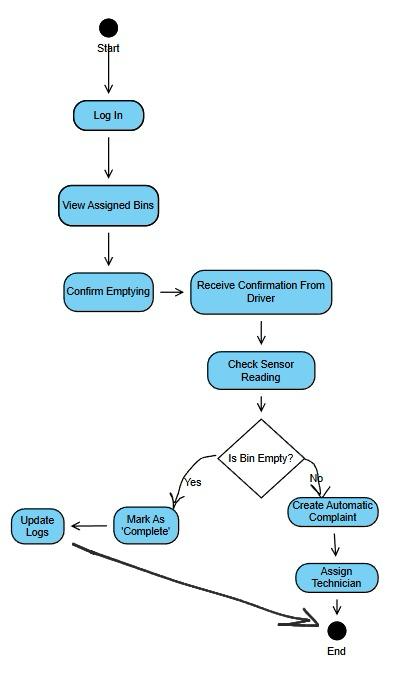 Start
Log In
View Assigned Bins
Confirm Emptying
Receive Confirmation From
Driver
Check Sensor
Reading
Is Bin Empty?
Yes
No
Mark As
'Complete'
Update
Logs
Create Automatic
Complaint
Assign
Technician
End